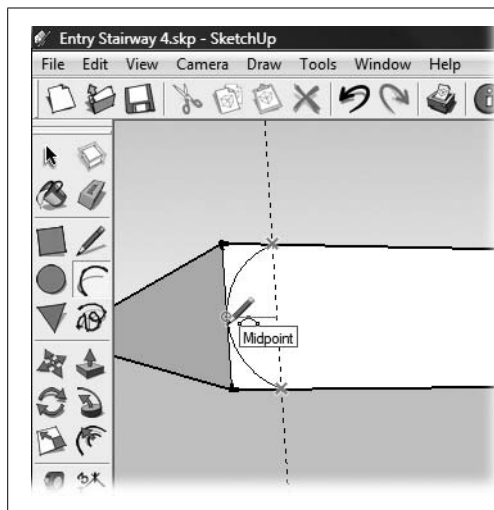 Entry Stairway 4.skp - SketchUp
File Edit View Camera Draw Tools Window Help
Midpoint